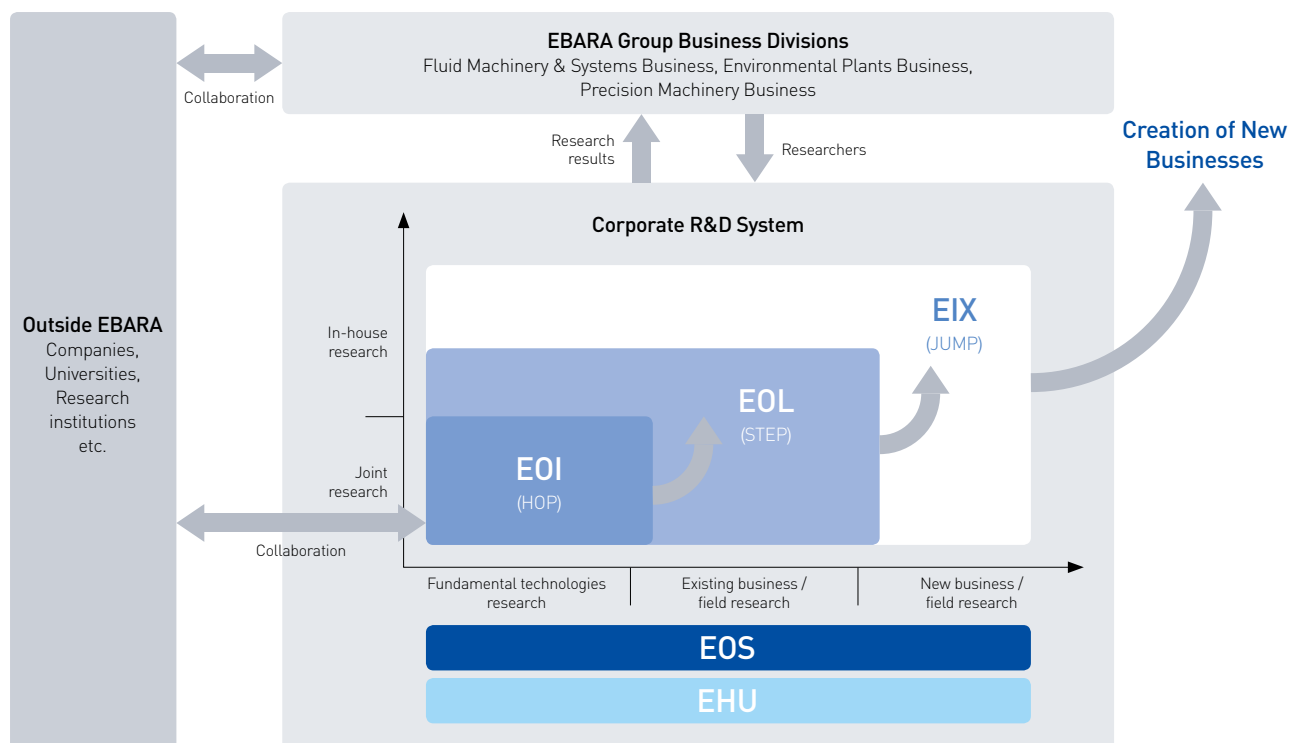 EBARA Group Business Divisions
Fluid Machinery & Systems Business, Environmental Plants Business,
Precision Machinery Business
Collaboration
Research
results
Researchers
Creation of New
Businesses
Corporate R&D System
Outside EBARA
Companies,
Universities,
Research
institutions
etc.
In-house
research
Joint
research
EIX
(JUMP)
EOL
(STEP)
EOI
(HOP)
Collaboration
Fundamental technologies
research
Existing business /
field research
New business /
field research
EOS
EHU